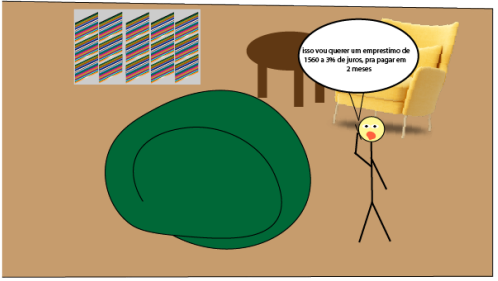 isso vou querer um emprestimo de
1560 a 3% de juros, pra pagar em
2 meses